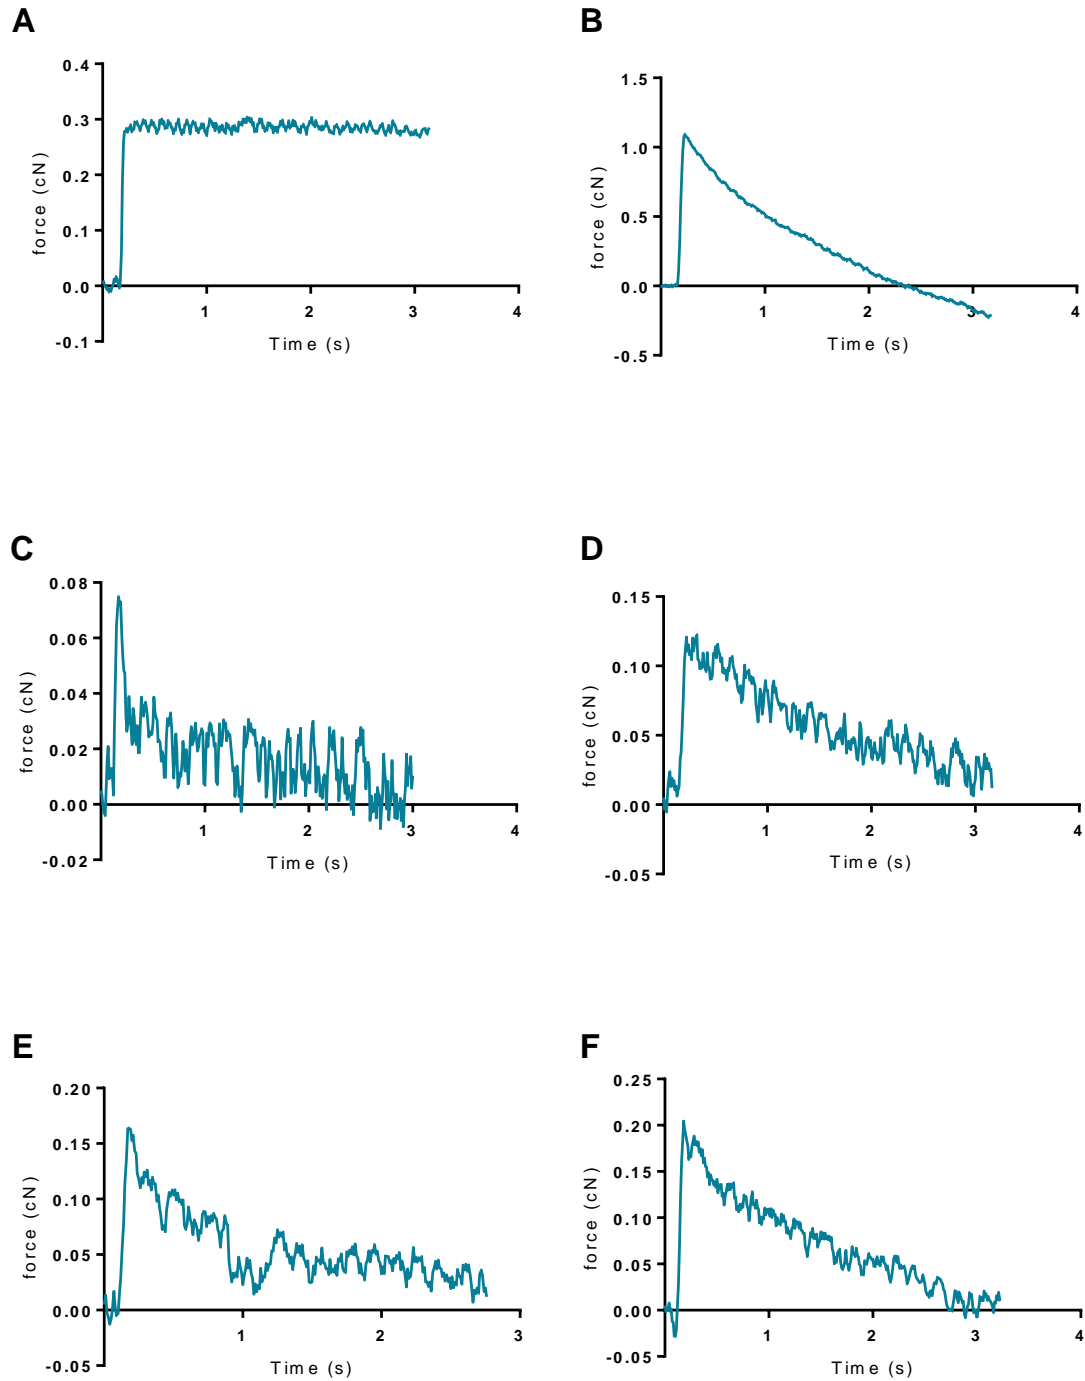 A
force (cN)
0.4
0.3
0.2
0.1
0.0
-0.1
1 2 3 4
Time (s)
B
force (cN)
1.5
1.0
0.5
0.0
-0.5
1 2 3 4
Time (s)
C
force (cN)
0.08
0.06
0.04
0.02
0.00
-0.02
1 2 3 4
Time (s)
D
force (cN)
0.15
0.10
0.05
0.00
-0.05
1 2 3 4
Time (s)
E
force (cN)
0.20
0.15
0.10
0.05
0.00
-0.05
1 2 3
Time (s)
F
force (cN)
0.25
0.20
0.15
0.10
0.05
0.00
-0.05
1 2 3 4
Time (s)